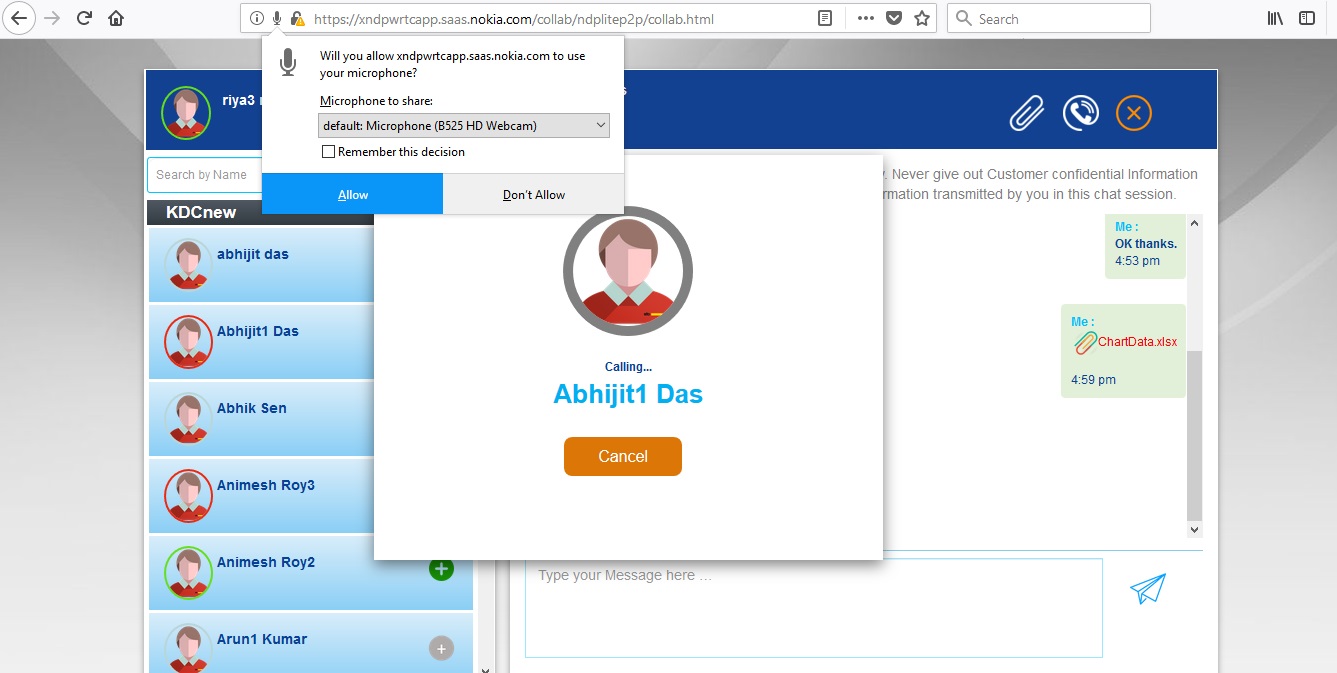 https://xndpwrtcapp.saas.nokia.com/collab/ndplitep2p/collab.html
Search
Will you allow xndpwrtcapp.saas.nokia.com to use
your microphone?
Microphone to share:
default: Microphone (B525 HD Webcam)
Remember this decision
Allow
Don't Allow
riya3
Search by Name
KDCnew
abhijit das
Abhijit1 Das
Abhik Sen
Animesh Roy3
Animesh Roy2
Arun1 Kumar
Calling...
Abhijit1 Das
Cancel
. Never give out Customer confidential Information
rmation transmitted by you in this chat session.
Me :
OK thanks.
4:53 pm
Me :
ChartData.xlsx
4:59 pm
Type your Message here ...